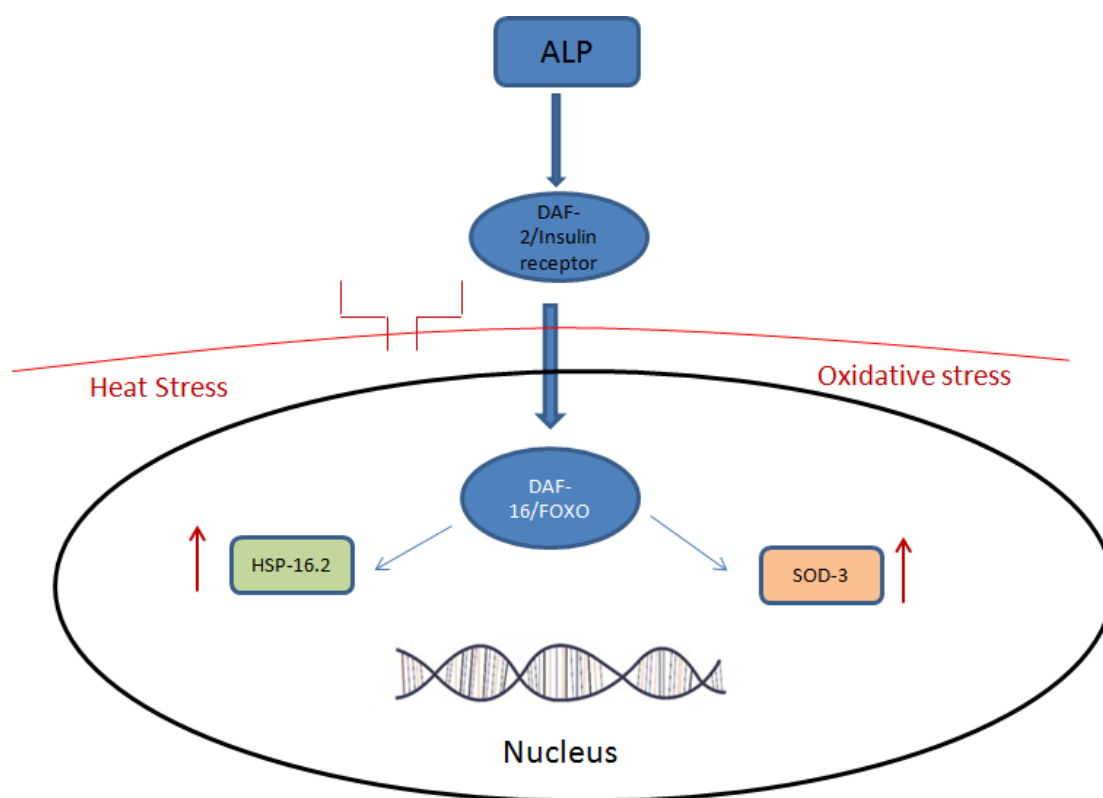 ALP
DAF-
2/Insulin
receptor
Heat Stress
Oxidative stress
DAF-
16/FOXO
HSP-16.2
SOD-3
Nucleus